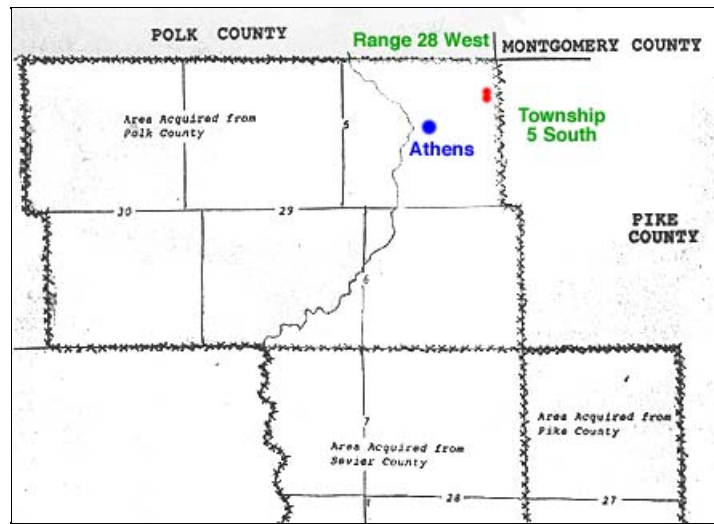 POLK COUNTY
Range 28 West
MONTGOMERY COUNTY
Area Acquired from
Polk County
5
Athens
Township
5 South
30
29
PIKE
COUNTY
6
7
Area Acquired from
Sevier County
Area Acquired from
Pike County
28
27